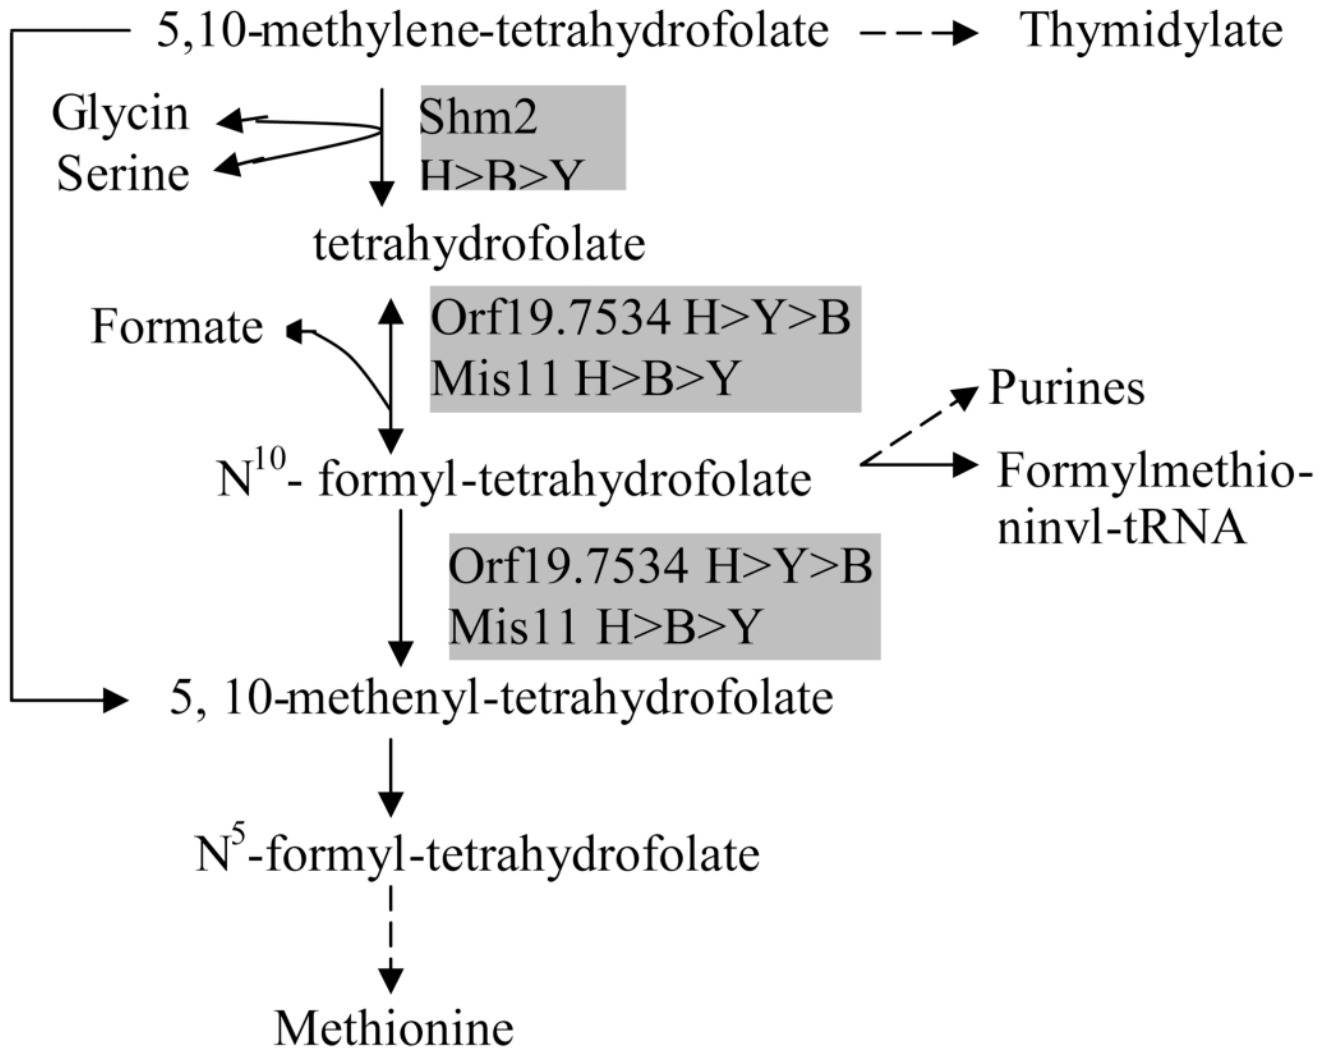 5,10-methylene-tetrahydrofolate
Thymidylate
Glycin
Serine
Shm2
H>B>Y
tetrahydrofolate
Formate
Orf19.7534 H>Y>B
Mis11 H>B>Y
Purines
N¹⁰- formyl-tetrahydrofolate
Formylmethio-
ninvl-tRNA
Orf19.7534 H>Y>B
Mis11 H>B>Y
5, 10-methenyl-tetrahydrofolate
N⁵-formyl-tetrahydrofolate
Methionine